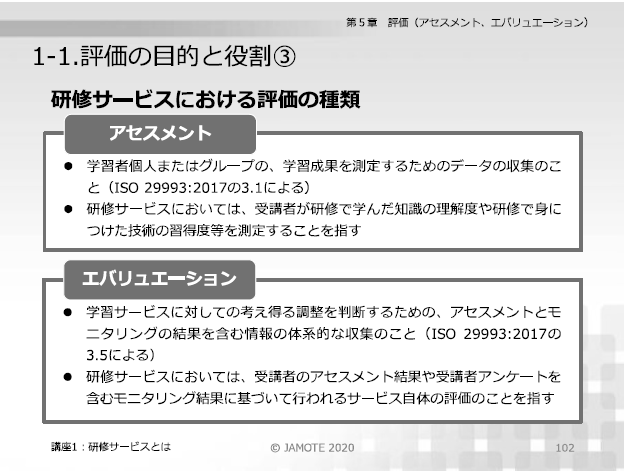 第５章　評価（アセスメント、エバリュエーション）
1-1.評価の目的と役割③
研修サービスにおける評価の種類
アセスメント
● 学習者個人またはグループの、学習成果を測定するためのデータの収集のこ
と（ISO 29993:2017の3.1による）
● 研修サービスにおいては、受講者が研修で学んだ知識の理解度や研修で身に
つけた技術の習得度等を測定することを指す
エバリュエーション
● 学習サービスに対しての考え得る調整を判断するための、アセスメントとモ
ニタリングの結果を含む情報の体系的な収集のこと（ISO 29993:2017の
3.5による）
● 研修サービスにおいては、受講者のアセスメント結果や受講者アンケートを
含むモニタリング結果に基づいて行われるサービス自体の評価のことを指す
講座1：研修サービスとは
© JAMOTE 2020
102